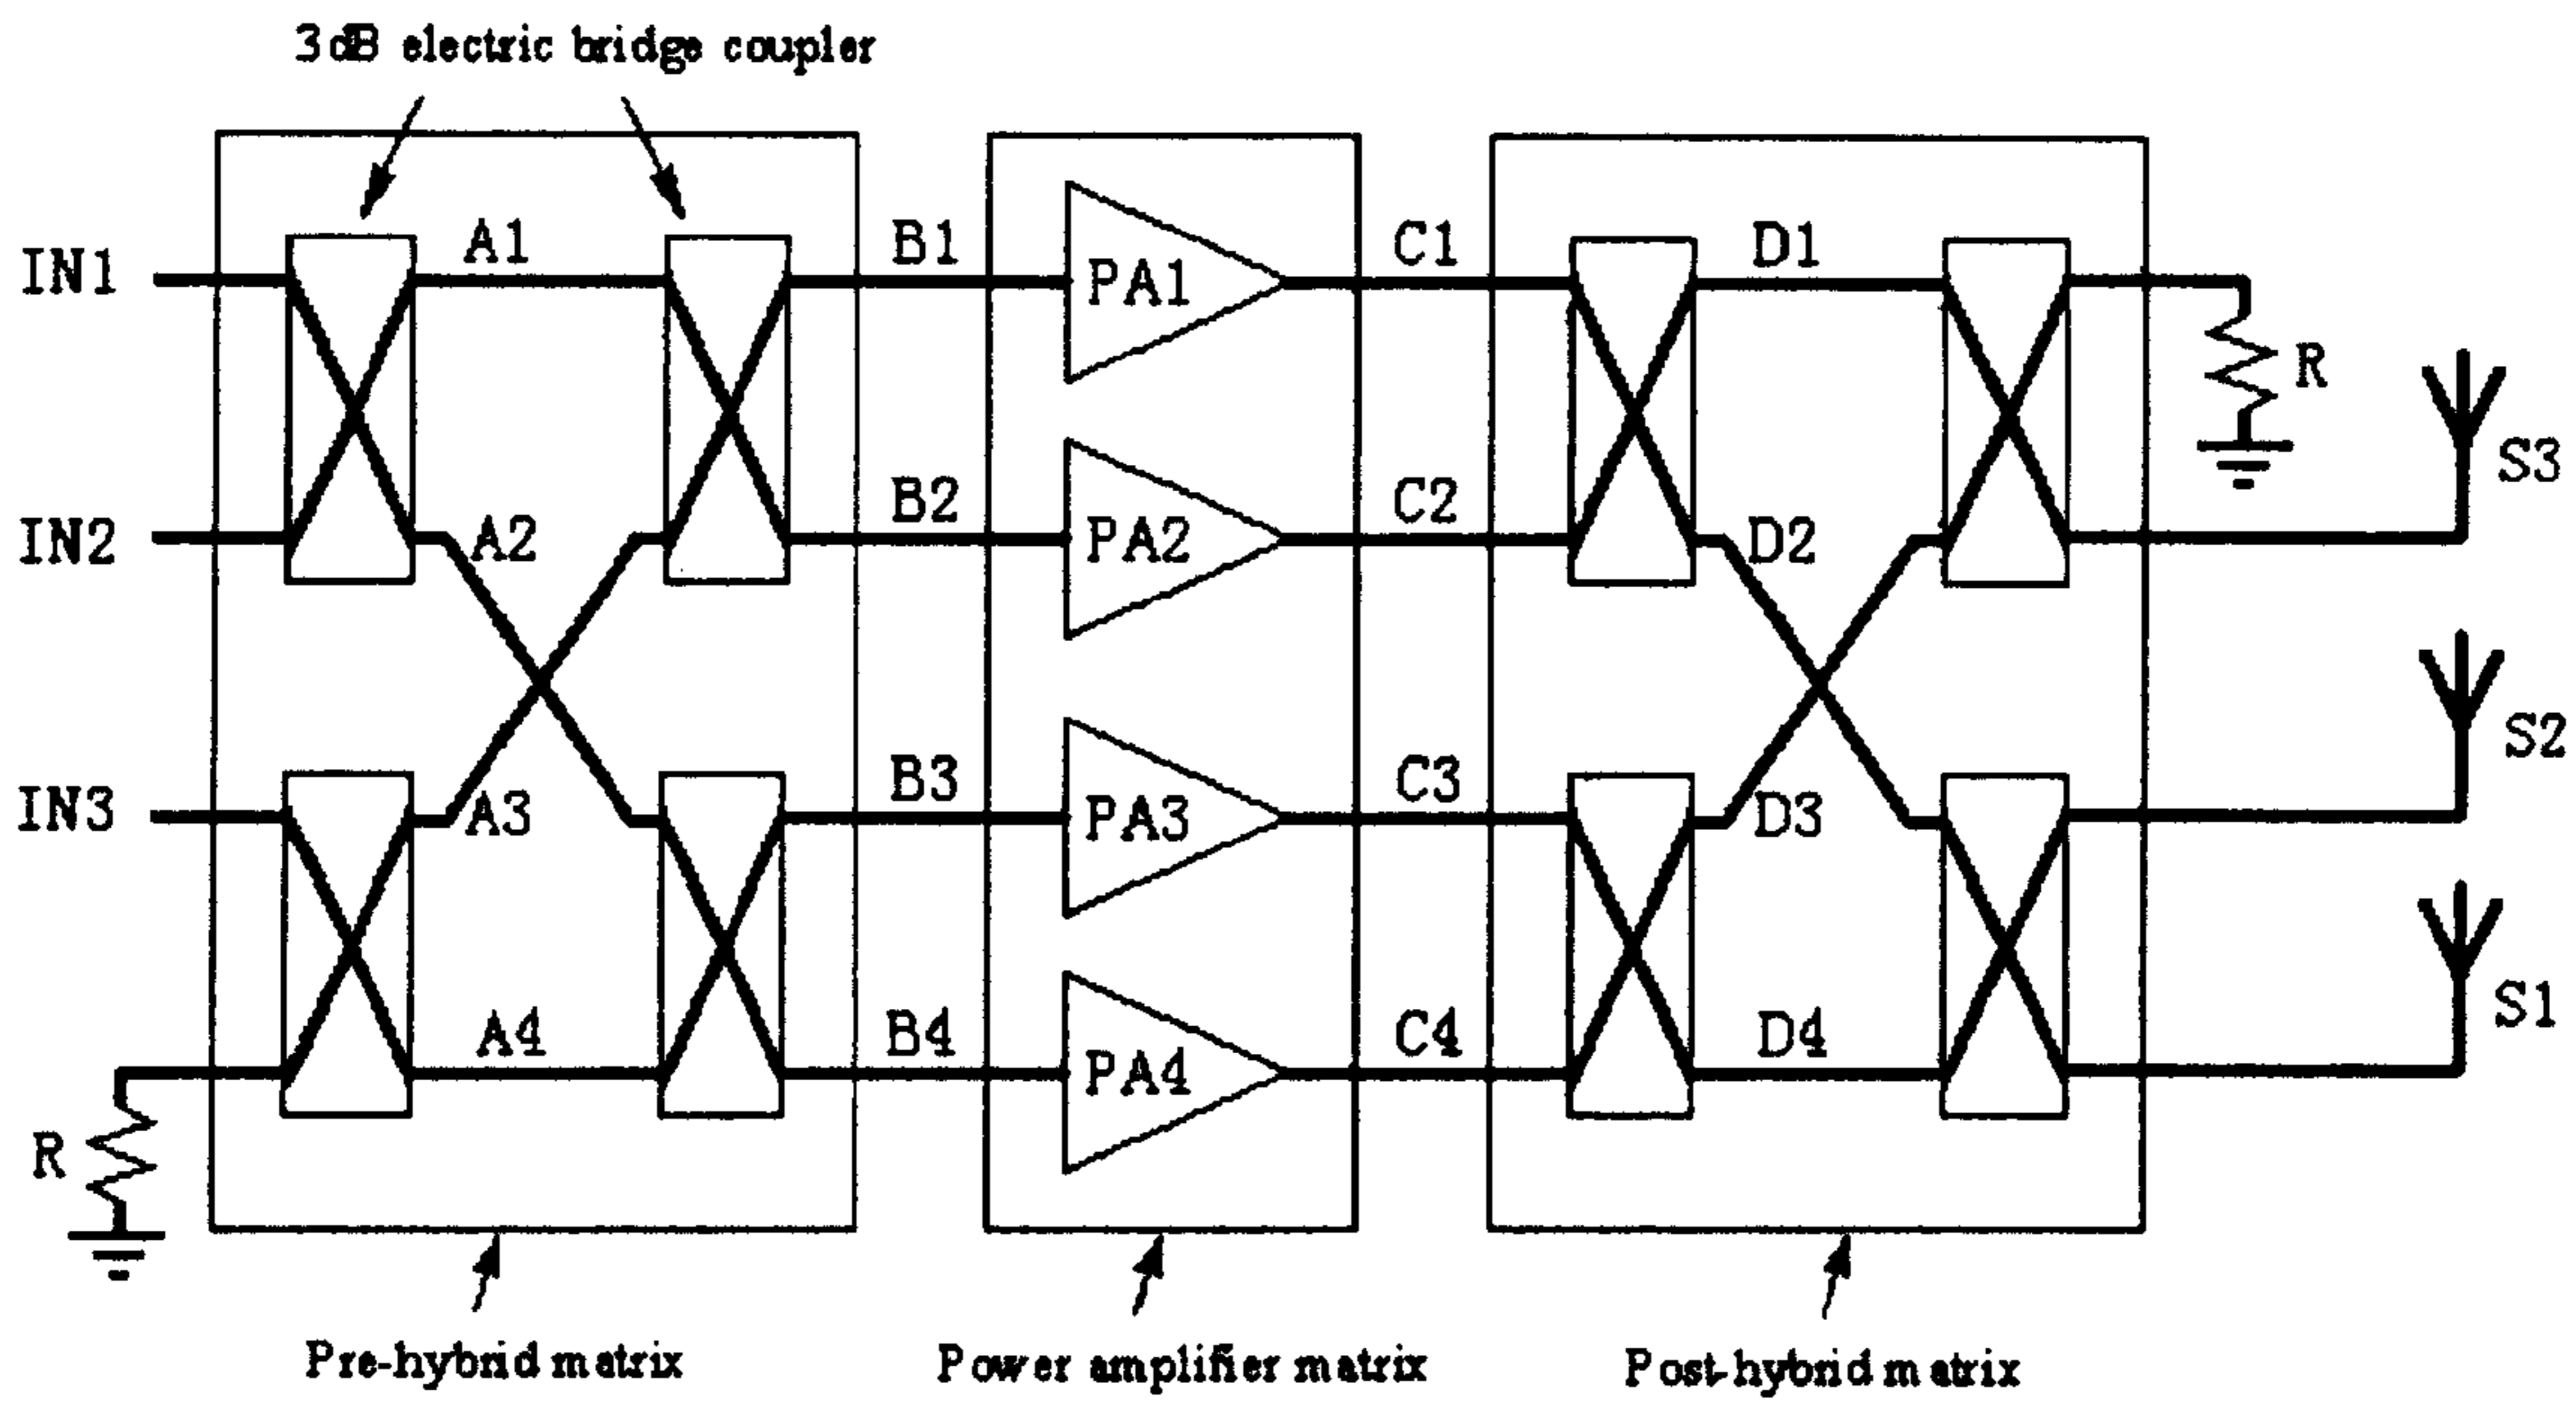 3dB electric bridge coupler
IN1
A1
B1
PA1
C1
D1
R
S3
IN2
A2
B2
PA2
C2
D2
S2
IN3
A3
B3
PA3
C3
D3
S1
A4
B4
PA4
C4
D4
R
Pre-hybrid matrix
Power amplifier matrix
Post-hybrid matrix